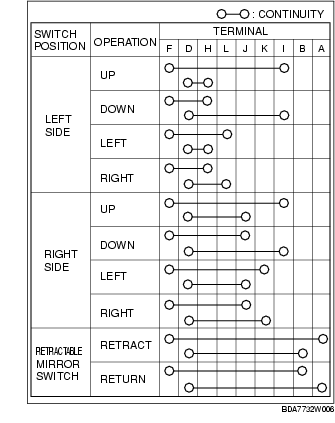 : CONTINUITY
SWITCH POSITION OPERATION TERMINAL
F D H L J K I B A
LEFT SIDE
UP
DOWN
LEFT
RIGHT
RIGHT SIDE
UP
DOWN
LEFT
RIGHT
RETRACTABLE MIRROR SWITCH
RETRACT
RETURN
BDA7732W006